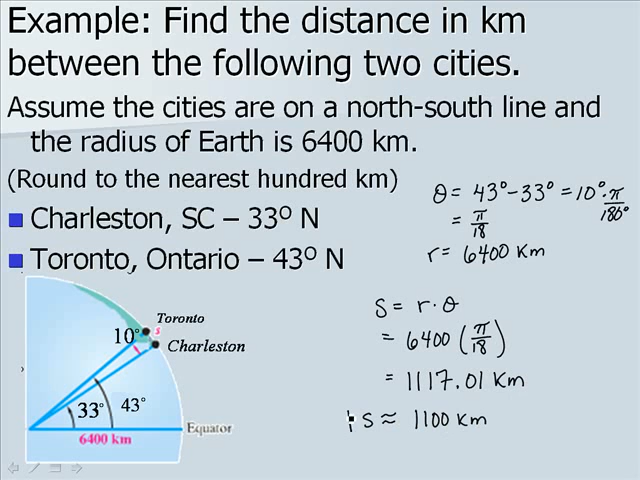 Example: Find the distance in km
between the following two cities.
Assume the cities are on a north-south line and
the radius of Earth is 6400 km.
(Round to the nearest hundred km)
Charleston, SC – 33O N
Toronto, Ontario – 43O N
θ = 43° - 33° = 10° · π/180°
= π/18
r = 6400 Km
s = r · θ
= 6400 (π/18)
= 1117.01 Km
s ≈ 1100 Km
Toronto
10°
s
Charleston
33°
43°
6400 km
Equator